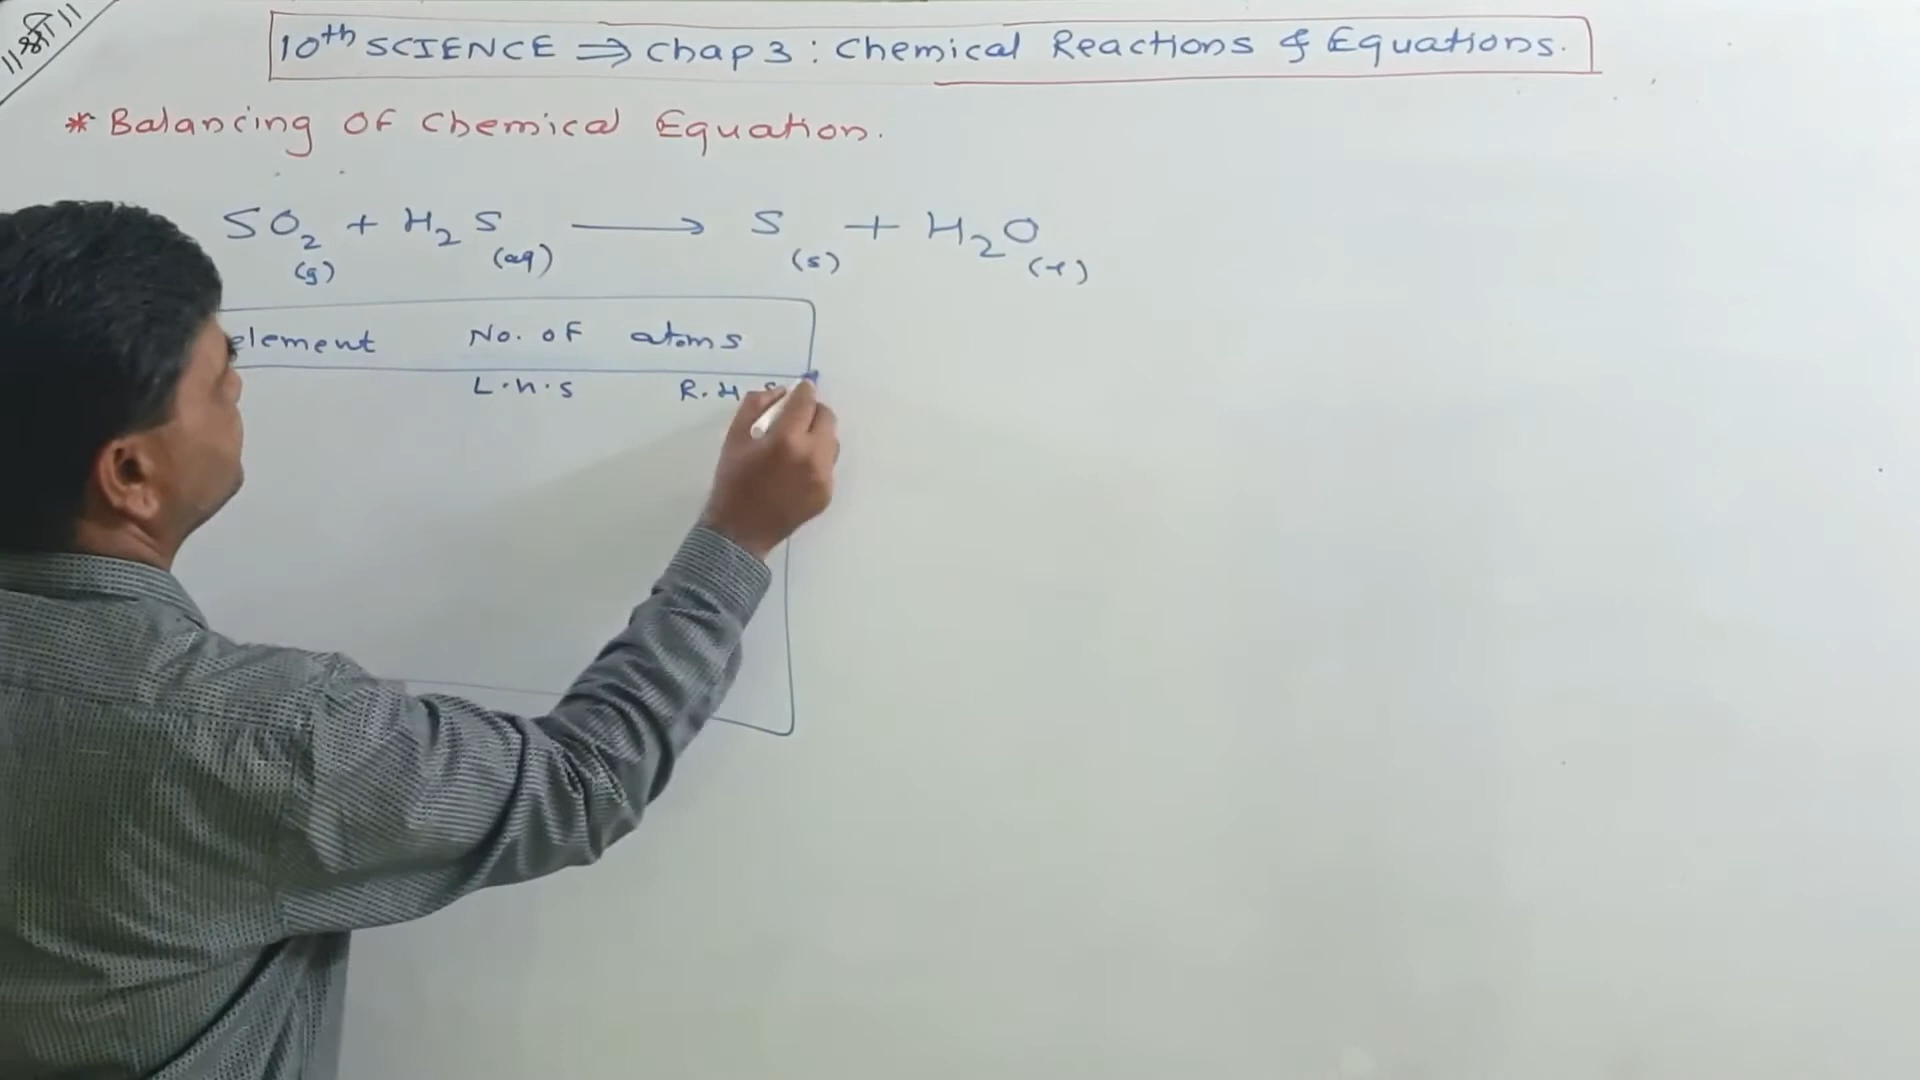 ॥श्री॥
10th SCIENCE ⇒ Chap 3 : Chemical Reactions & Equations.
* Balancing OF Chemical Equation.
SO₂ (g) + H₂S (aq) ⟶ S (s) + H₂O (l)
element No. OF atoms
L.H.S R.H.S